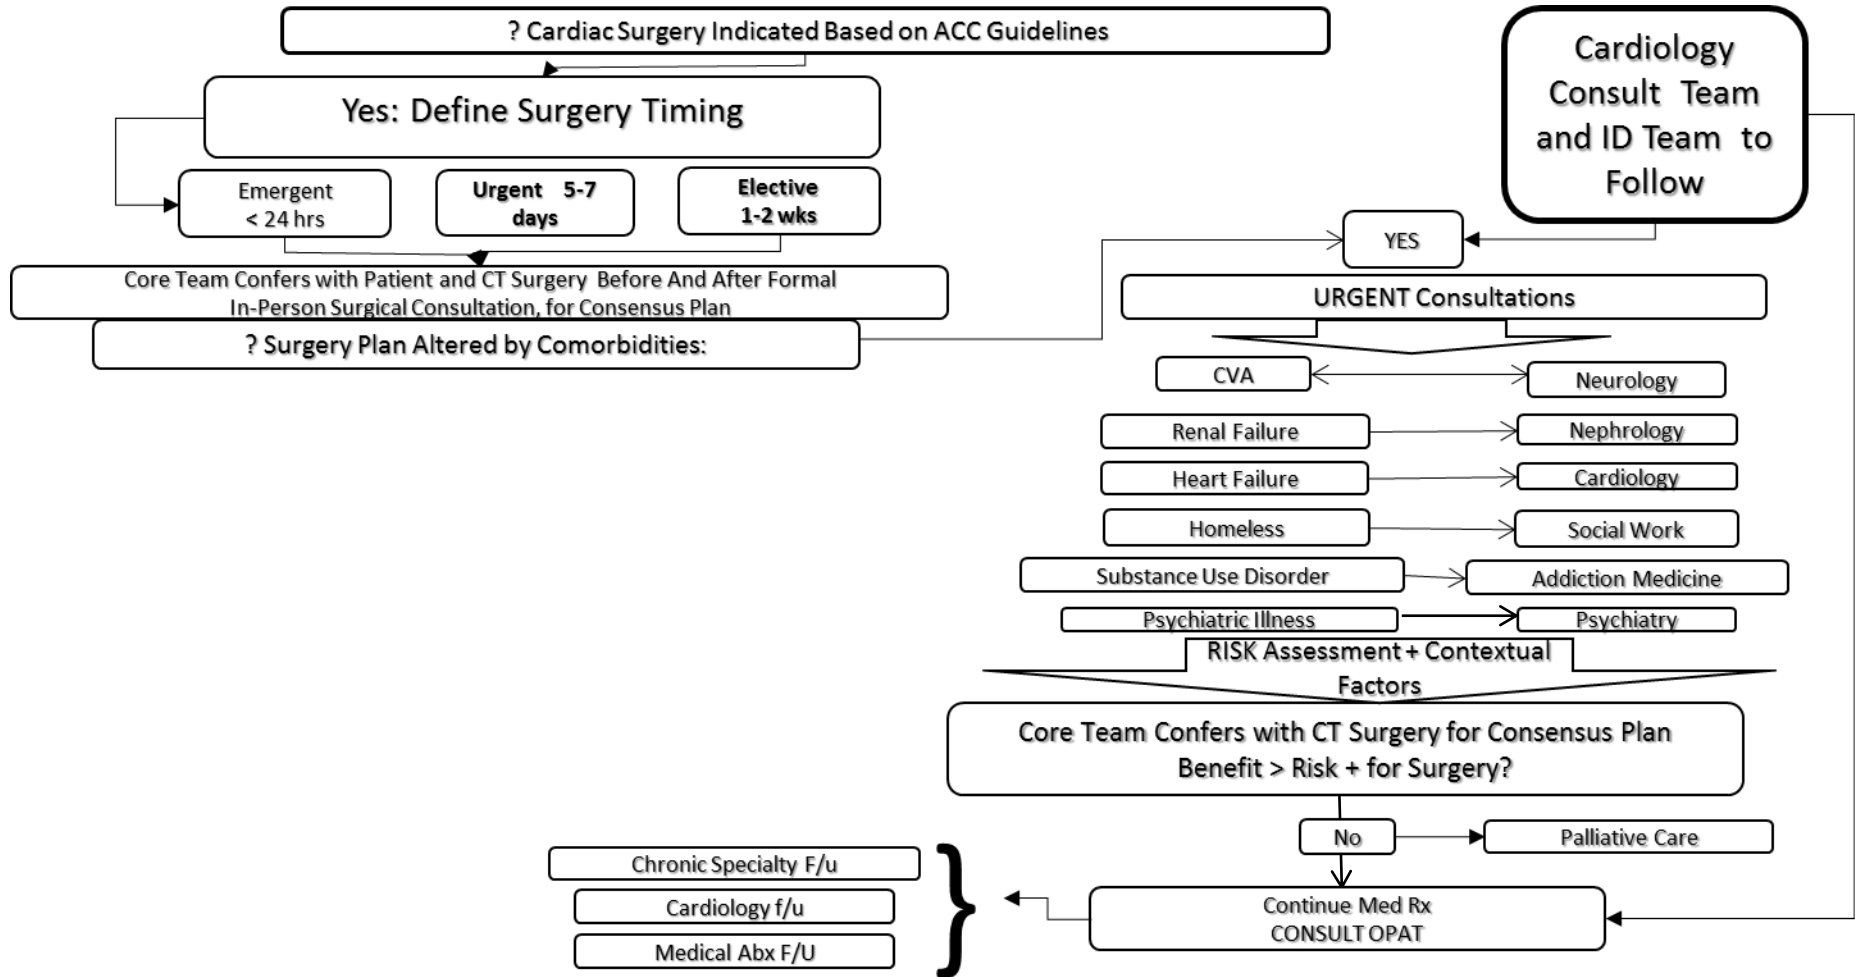 ? Cardiac Surgery Indicated Based on ACC Guidelines
Yes: Define Surgery Timing
Emergent
< 24 hrs
Urgent 5-7
days
Elective
1-2 wks
Core Team Confers with Patient and CT Surgery Before And After Formal
In-Person Surgical Consultation, for Consensus Plan
? Surgery Plan Altered by Comorbidities:
Cardiology
Consult Team
and ID Team to
Follow
YES
URGENT Consultations
CVA
Neurology
Renal Failure
Nephrology
Heart Failure
Cardiology
Homeless
Social Work
Substance Use Disorder
Addiction Medicine
Psychiatric Illness
Psychiatry
RISK Assessment + Contextual
Factors
Core Team Confers with CT Surgery for Consensus Plan
Benefit > Risk + for Surgery?
No
Palliative Care
Continue Med Rx
CONSULT OPAT
Chronic Specialty F/u
Cardiology f/u
Medical Abx F/U